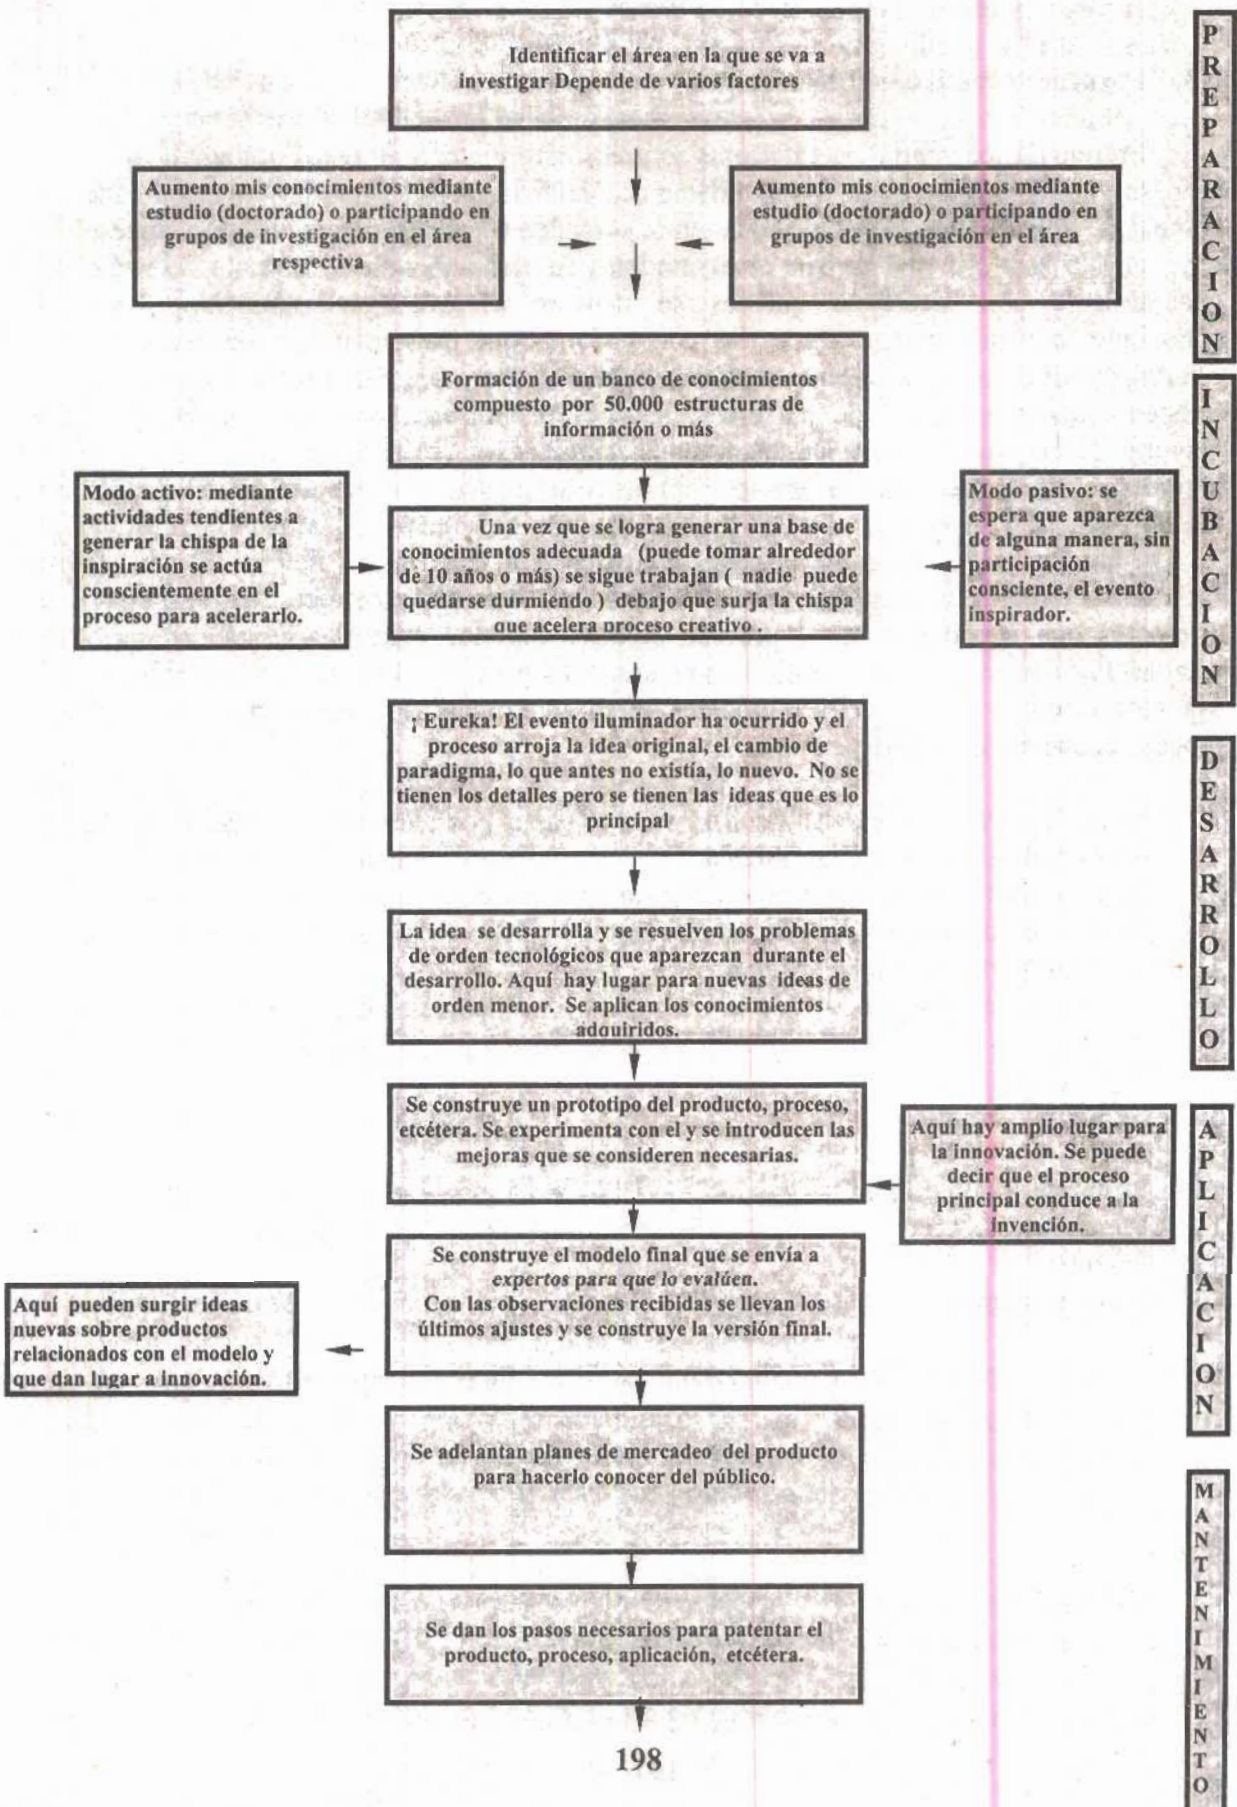 Identificar el área en la que se va a
investigar Depende de varios factores
Aumento mis conocimientos mediante
estudio (doctorado) o participando en
grupos de investigación en el área
respectiva
Aumento mis conocimientos mediante
estudio (doctorado) o participando en
grupos de investigación en el área
PREPARACION
Formación de un banco de conocimientos
compuesto por 50.000 estructuras de
información o más
Modo activo: mediante
actividades tendientes a
generar la chispa de la
inspiración se actúa
conscientemente en el
proceso para acelerarlo.
Una vez que se logra generar una base de
conocimientos adecuada (puede tomar alrededor
de 10 años o más) se sigue trabajan ( nadie puede
quedarse durmiendo ) debajo que surja la chispa
que acelera proceso creativo .
Modo pasivo: se
espera que aparezca
de alguna manera, sin
participación
consciente, el evento
inspirador.
INCUBACION
¡ Eureka! El evento iluminador ha ocurrido y el
proceso arroja la idea original, el cambio de
paradigma, lo que antes no existía, lo nuevo. No se
tienen los detalles pero se tienen las ideas que es lo
principal
La idea se desarrolla y se resuelven los problemas
de orden tecnológicos que aparezcan durante el
desarrollo. Aquí hay lugar para nuevas ideas de
orden menor. Se aplican los conocimientos
adquiridos.
DESARROLLO
Se construye un prototipo del producto, proceso,
etcétera. Se experimenta con el y se introducen las
mejoras que se consideren necesarias.
Aquí hay amplio lugar para
la innovación. Se puede
decir que el proceso
principal conduce a la
invención.
Se construye el modelo final que se envía a
expertos para que lo evalúen.
Con las observaciones recibidas se llevan los
últimos ajustes y se construye la versión final.
Aquí pueden surgir ideas
nuevas sobre productos
relacionados con el modelo y
que dan lugar a innovación.
APLICACION
Se adelantan planes de mercadeo del producto
para hacerlo conocer del público.
Se dan los pasos necesarios para patentar el
producto, proceso, aplicación, etcétera.
MANTENIMIENTO
198